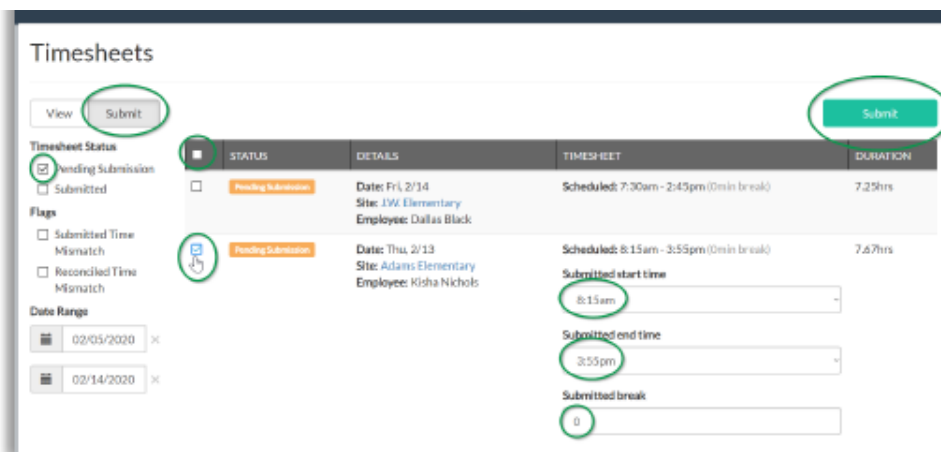 Timesheets
View Submit
Submit
Timesheet Status
Pending Submission
Submitted
Flags
Submitted Time
Mismatch
Reconciled Time
Mismatch
Date Range
02/05/2020 ×
02/14/2020 ×
STATUS DETAILS TIMESHEET DURATION
Pending Submission Date: Fri, 2/14 Scheduled: 7:30am - 2:45pm (0min break) 7.25hrs
Site: J.W. Elementary
Employee: Dallas Black
Pending Submission Date: Thu, 2/13 Scheduled: 8:15am - 3:55pm (0min break) 7.67hrs
Site: Adams Elementary
Employee: Kisha Nichols
Submitted start time
8:15am
Submitted end time
3:55pm
Submitted break
0